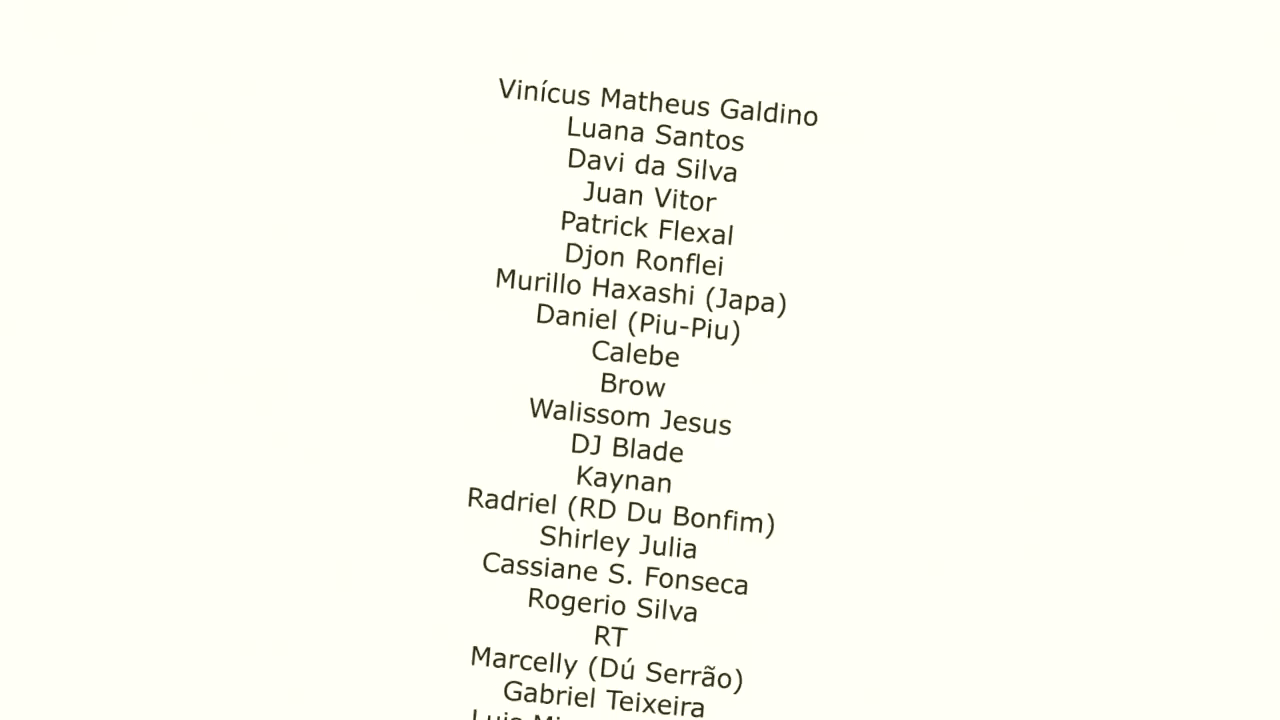 Vinícus Matheus Galdino
Luana Santos
Davi da Silva
Juan Vitor
Patrick Flexal
Djon Ronflei
Murillo Haxashi (Japa)
Daniel (Piu-Piu)
Calebe
Brow
Walissom Jesus
DJ Blade
Kaynan
Radriel (RD Du Bonfim)
Shirley Julia
Cassiane S. Fonseca
Rogerio Silva
RT
Marcelly (Dú Serrão)
Gabriel Teixeira